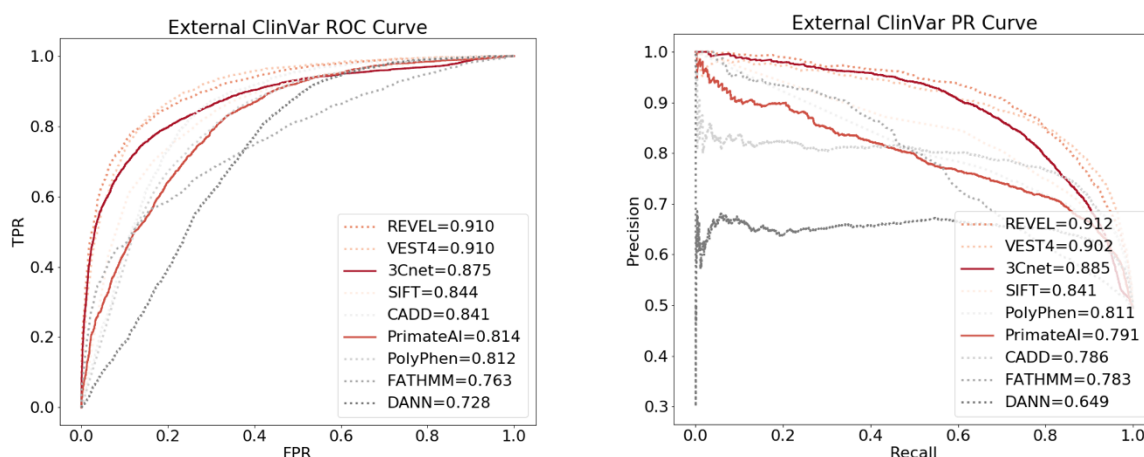 External ClinVar ROC Curve
1.0
0.8
0.6
0.4
0.2
0.0
TPR
REVEL=0.910
VEST4=0.910
3Cnet=0.875
SIFT=0.844
CADD=0.841
PrimateAI=0.814
PolyPhen=0.812
FATHMM=0.763
DANN=0.728
0.0 0.2 0.4 0.6 0.8 1.0
FPR
External ClinVar PR Curve
1.0
0.9
0.8
0.7
0.6
0.5
0.4
0.3
Precision
REVEL=0.912
VEST4=0.902
3Cnet=0.885
SIFT=0.841
PolyPhen=0.811
PrimateAI=0.791
CADD=0.786
FATHMM=0.783
DANN=0.649
0.0 0.2 0.4 0.6 0.8 1.0
Recall